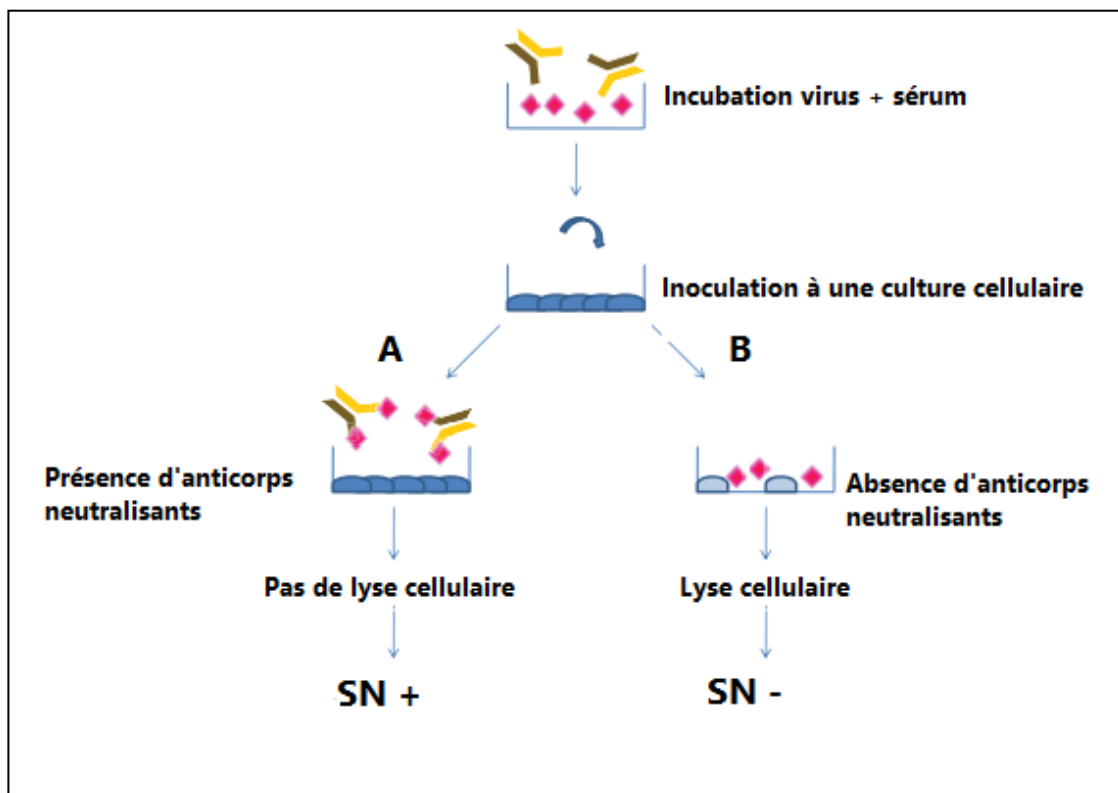 Incubation virus + sérum
Inoculation à une culture cellulaire
A
B
Présence d'anticorps
neutralisants
Absence d'anticorps
neutralisants
Pas de lyse cellulaire
Lyse cellulaire
SN +
SN -